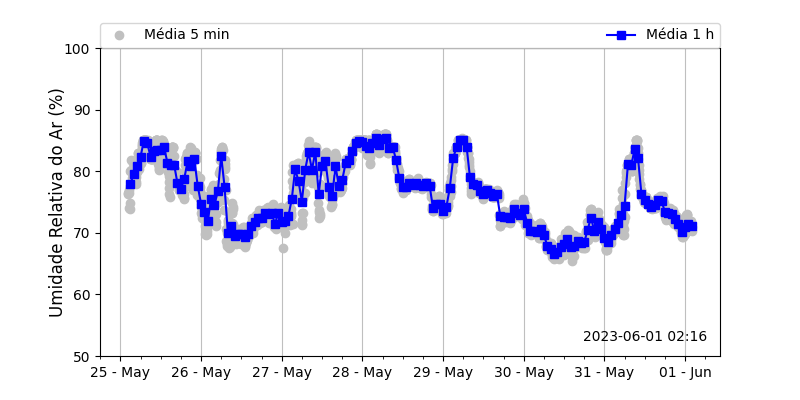 Média 5 min
Média 1 h
Umidade Relativa do Ar (%)
100
90
80
70
60
50
2023-06-01 02:16
25 - May
26 - May
27 - May
28 - May
29 - May
30 - May
31 - May
01 - Jun